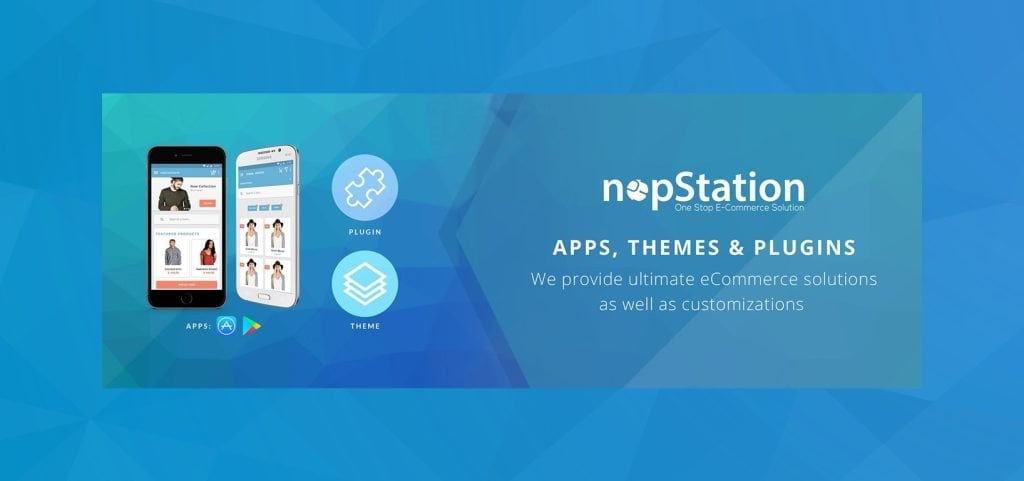 New Collection
FEATURED PRODUCTS
SAMSUNG
PLUGIN
THEME
APPS:
nopStation
One Stop E-Commerce Solution
APPS, THEMES & PLUGINS
We provide ultimate eCommerce solutions
as well as customizations